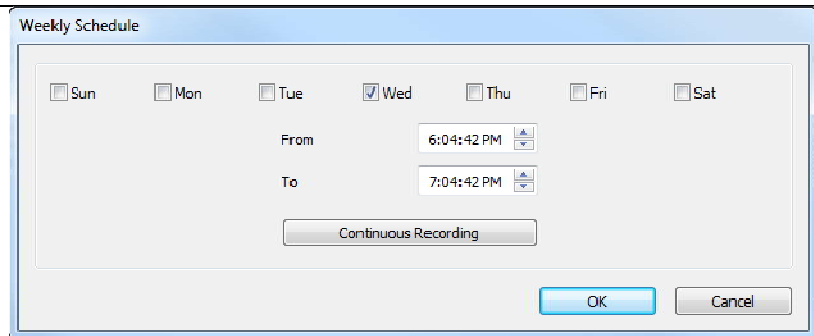 Weekly Schedule
Sun Mon Tue Wed Thu Fri Sat
From 6:04:42 PM
To 7:04:42 PM
Continuous Recording
OK Cancel